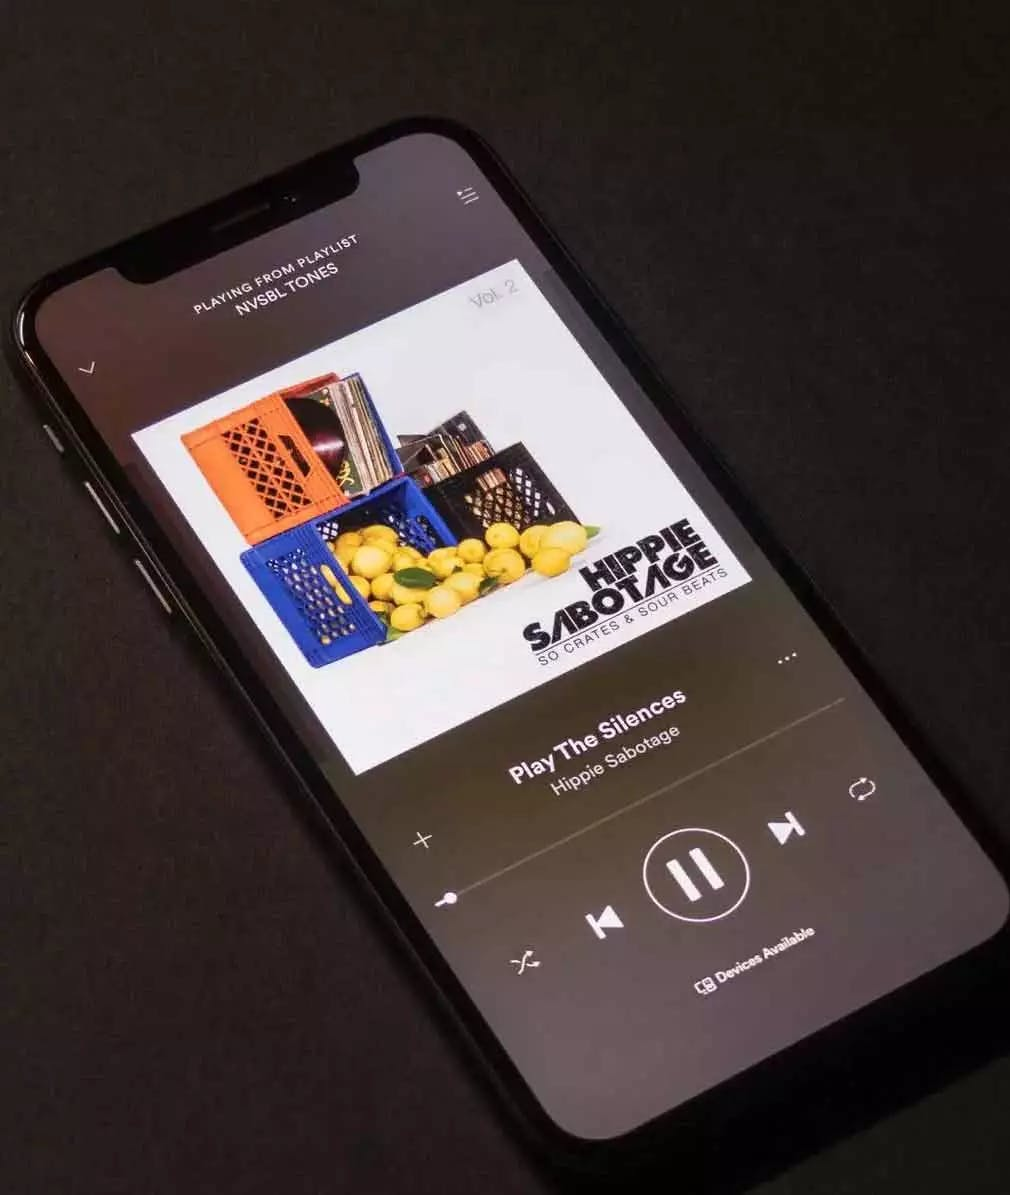 PLAYING FROM PLAYLIST
NVSBL TONES
Vol. 2
HIPPIE
SABOTAGE
SO CRATES & SOUR BEATS
Play The Silences
Hippie Sabotage
Devices Available